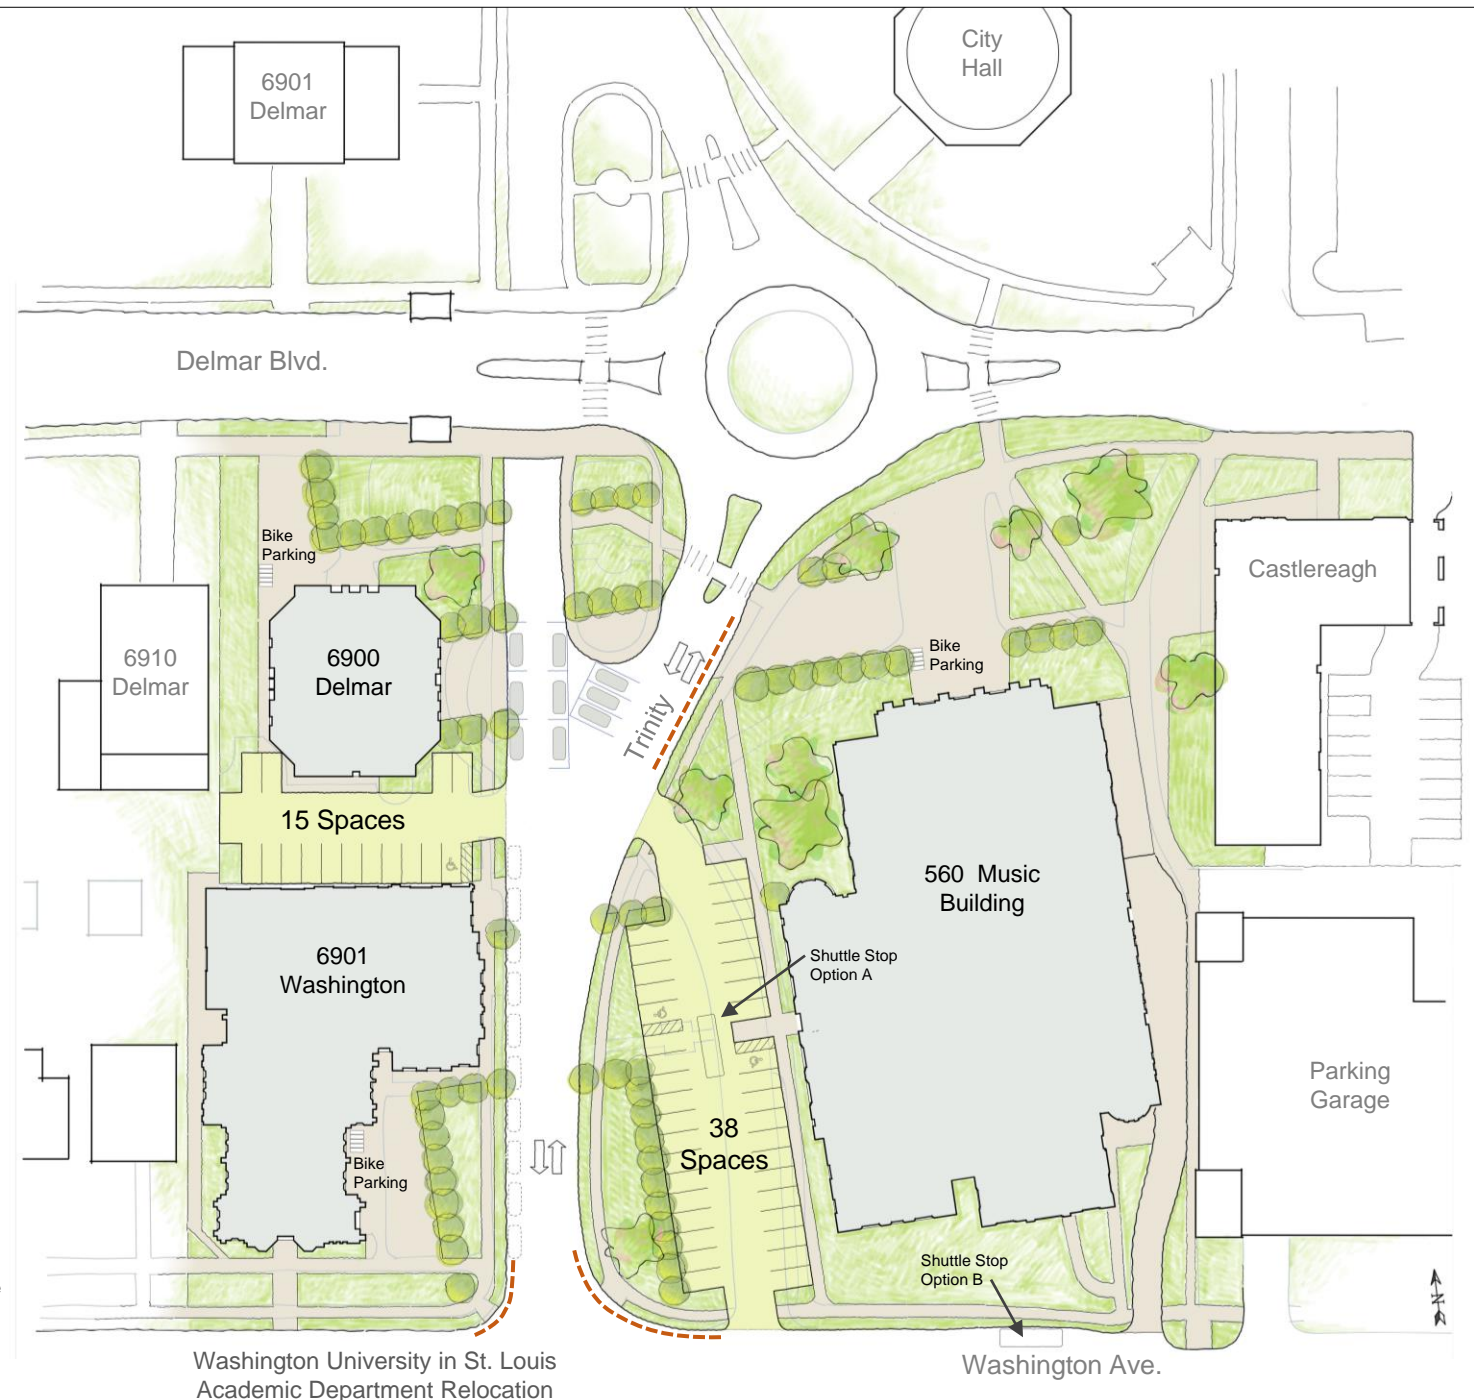 City
Hall
6901
Delmar
Delmar Blvd.
Bike
Parking
Castlereagh
6910
Delmar
6900
Delmar
Bike
Parking
Trinity
15 Spaces
560 Music
Building
6901
Washington
Shuttle Stop
Option A
Parking
Garage
38
Spaces
Bike
Parking
Shuttle Stop
Option B
N
Washington Ave.
Washington University in St. Louis
Academic Department Relocation